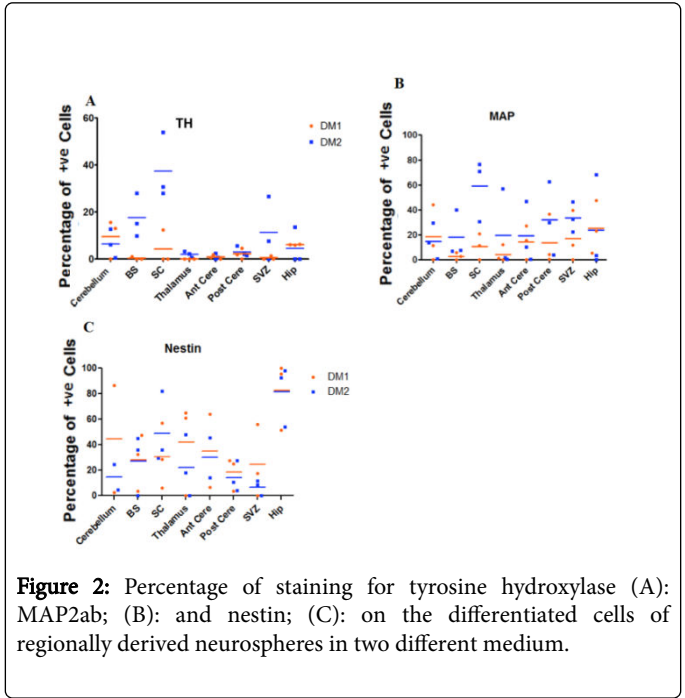 A
TH
Percentage of +ve Cells
60
40
20
0
Cerebellum
BS
SC
Thalamus
Ant Cere
Post Cere
SVZ
Hip
DM1
DM2
B
MAP
Percentage of +ve Cells
100
80
60
40
20
0
Cerebellum
BS
SC
Thalamus
Ant Cere
Post Cere
SVZ
Hip
C
Nestin
Percentage of +ve Cells
100
80
60
40
20
0
Cerebellum
BS
SC
Thalamus
Ant Cere
Post Cere
SVZ
Hip
DM1
DM2
Figure 2: Percentage of staining for tyrosine hydroxylase (A):
MAP2ab; (B): and nestin; (C): on the differentiated cells of
regionally derived neurospheres in two different medium.